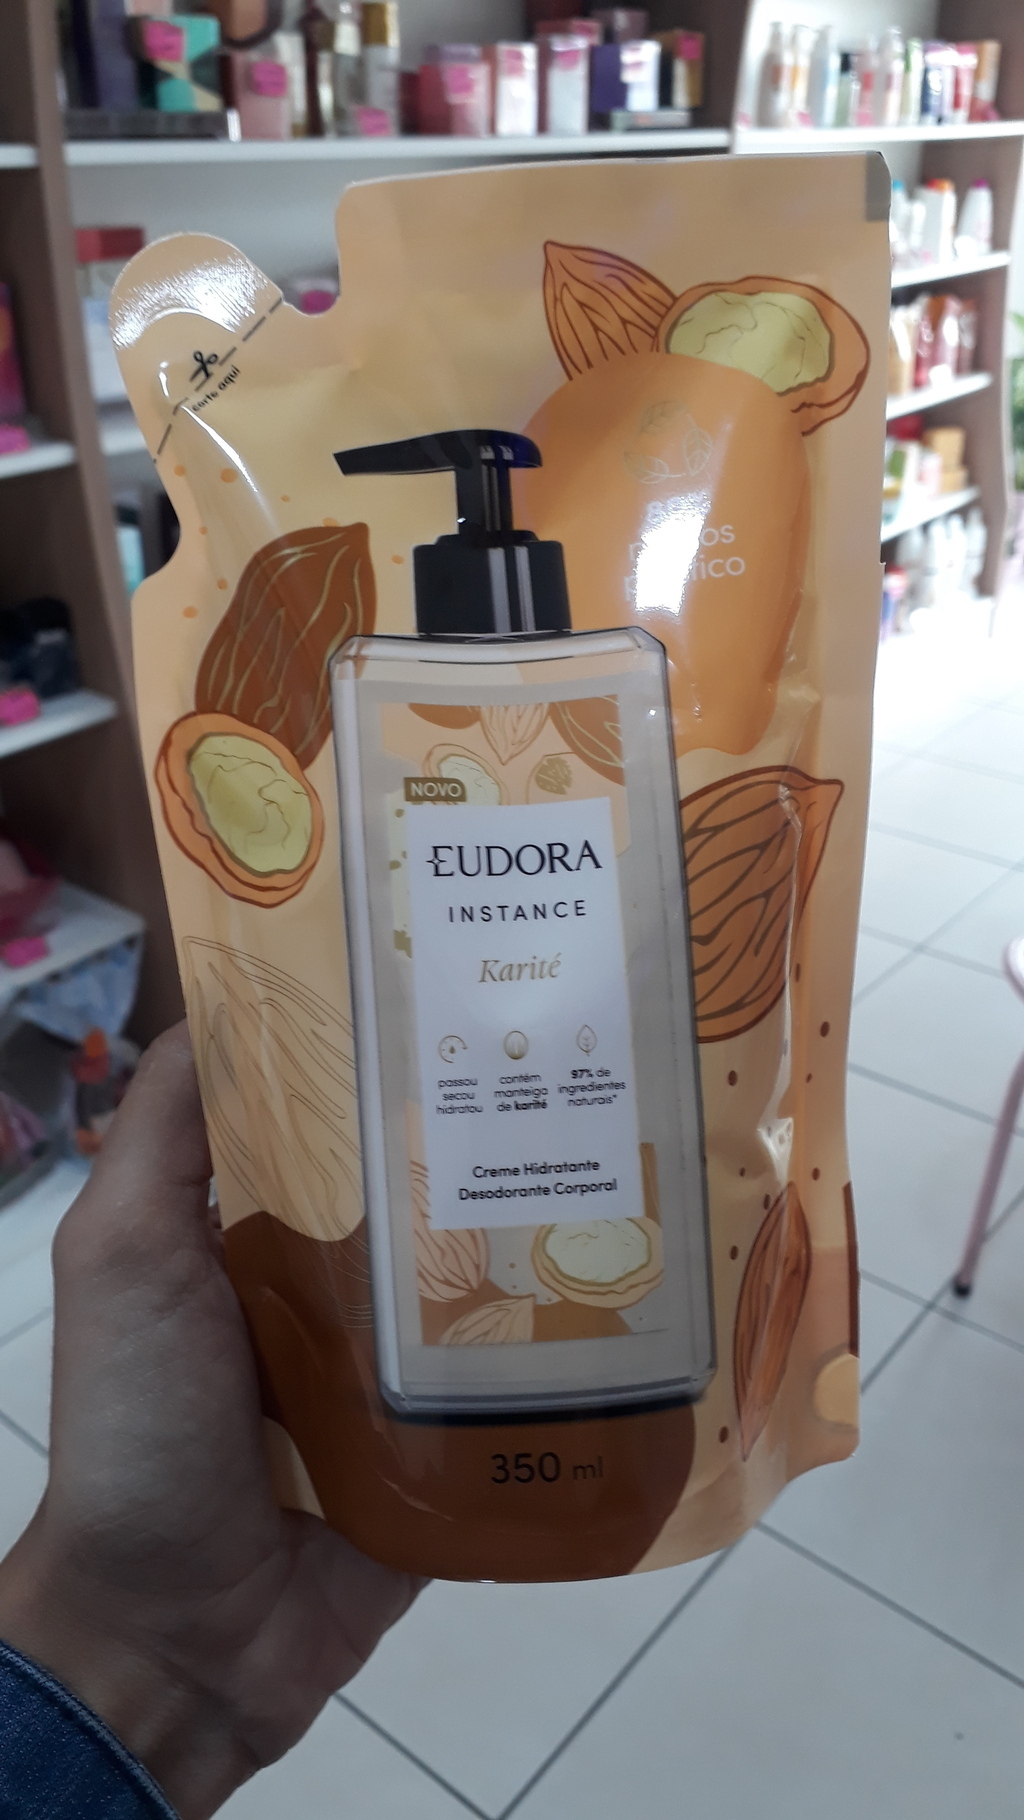 corte aqui
NOVO
EUDORA
INSTANCE
Karité
passou
secou
hidratou
contém
manteiga
de karité
97% de
ingredientes
naturais*
Creme Hidratante
Desodorante Corporal
350 ml